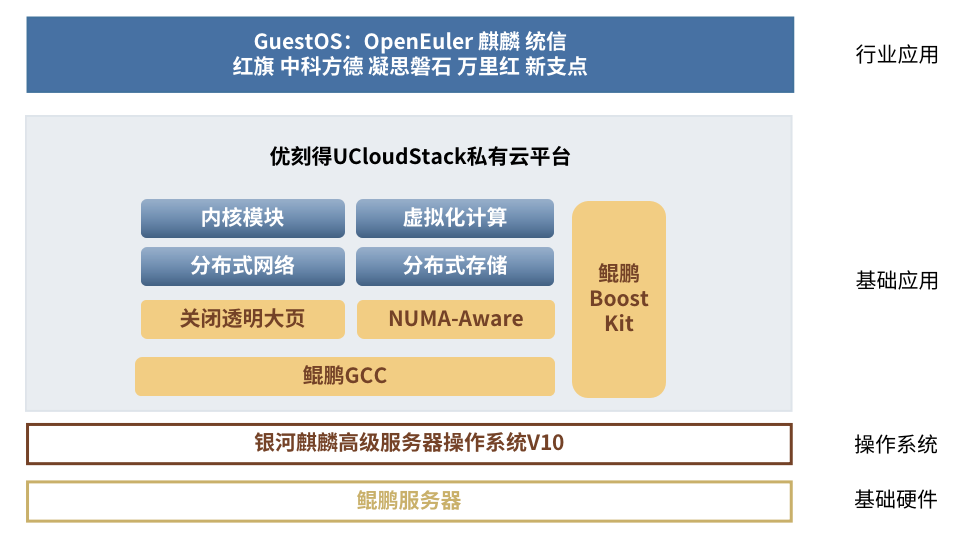 GuestOS：OpenEuler 麒麟 统信
红旗 中科方德 凝思磐石 万里红 新支点
行业应用
优刻得UCloudStack私有云平台
内核模块
虚拟化计算
分布式网络
分布式存储
关闭透明大页
NUMA-Aware
鲲鹏GCC
鲲鹏
Boost
Kit
基础应用
银河麒麟高级服务器操作系统V10
操作系统
鲲鹏服务器
基础硬件